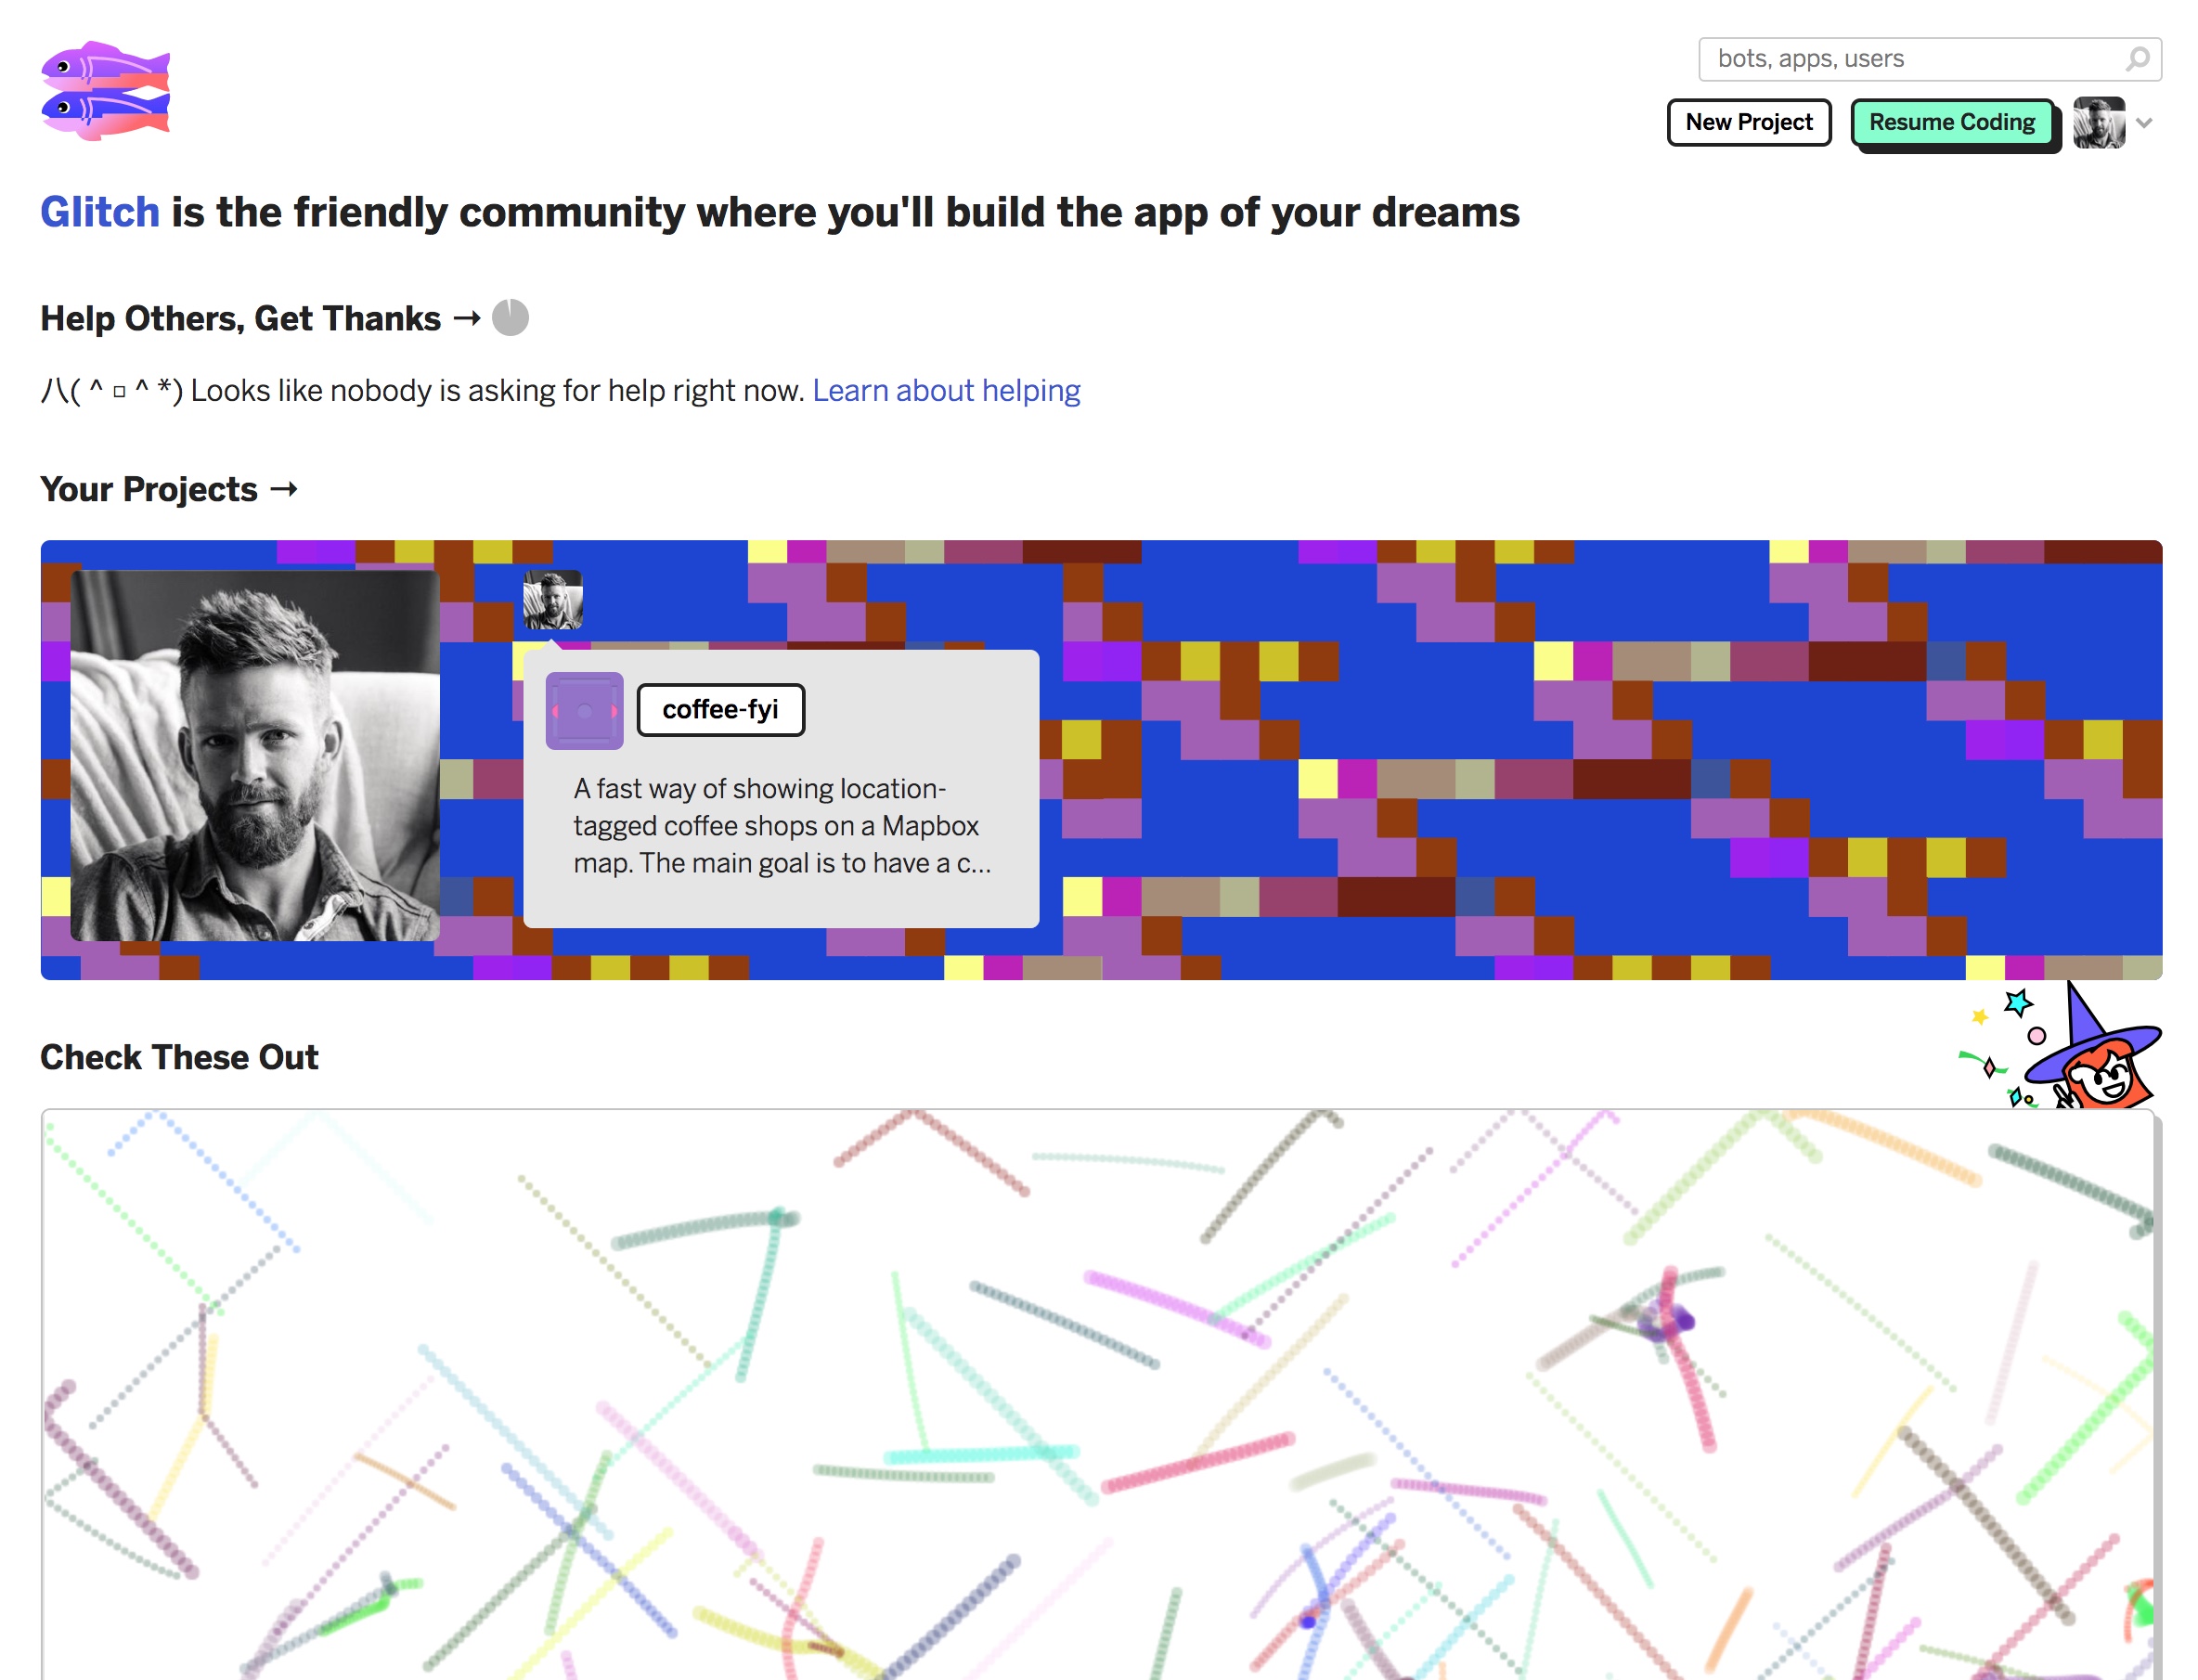 bots, apps, users
New Project
Resume Coding
Glitch is the friendly community where you'll build the app of your dreams
Help Others, Get Thanks →
八(＾□＾*) Looks like nobody is asking for help right now. Learn about helping
Your Projects →
coffee-fyi
A fast way of showing location-
tagged coffee shops on a Mapbox
map. The main goal is to have a c...
Check These Out